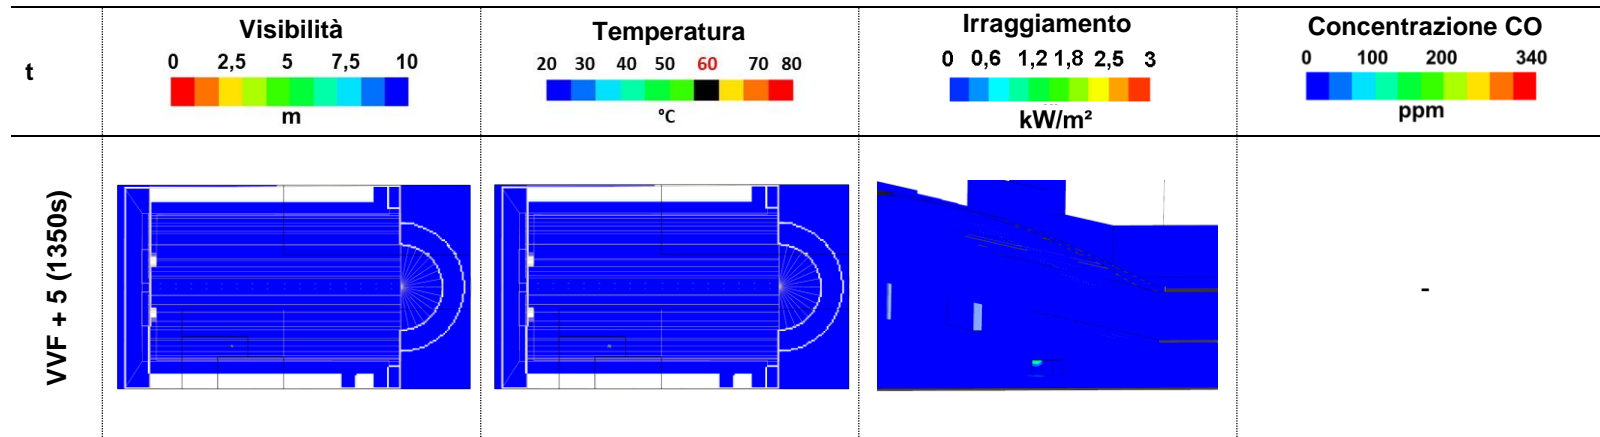 t
Visibilità
0 2,5 5 7,5 10
m
Temperatura
20 30 40 50 60 70 80
°C
Irraggiamento
0 0,6 1,2 1,8 2,5 3
kW/m²
Concentrazione CO
0 100 200 340
ppm
VVF + 5 (1350s)
-